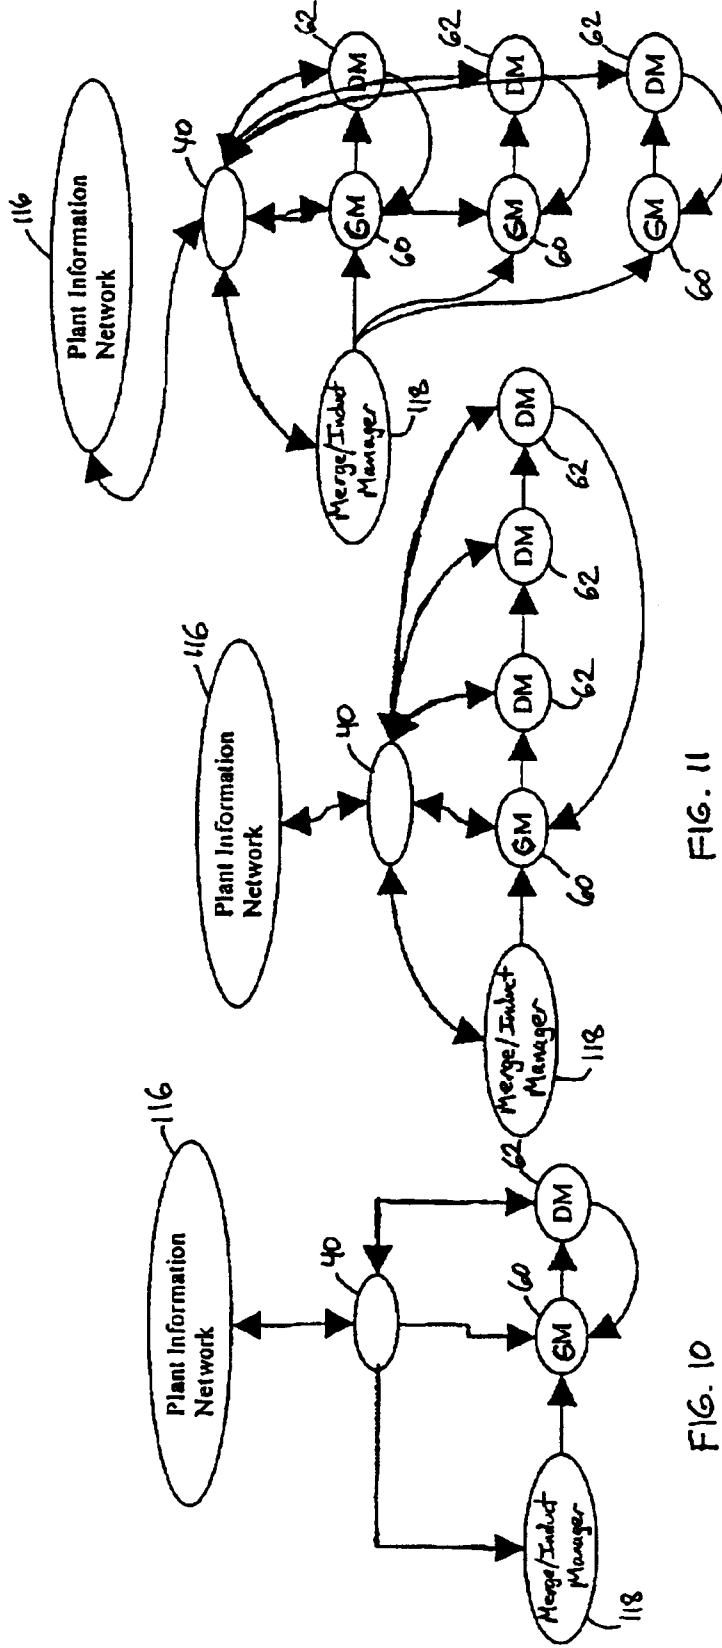 116
Plant Information
Network
40
Merge/Induct
Manager
118
GM
60
DM
62
FIG. 10
116
Plant Information
Network
40
Merge/Induct
Manager
118
GM
60
DM
62
DM
62
DM
62
FIG. 11
116
Plant Information
Network
40
Merge/Induct
Manager
118
GM
60
DM
62
GM
60
DM
62
GM
60
DM
62